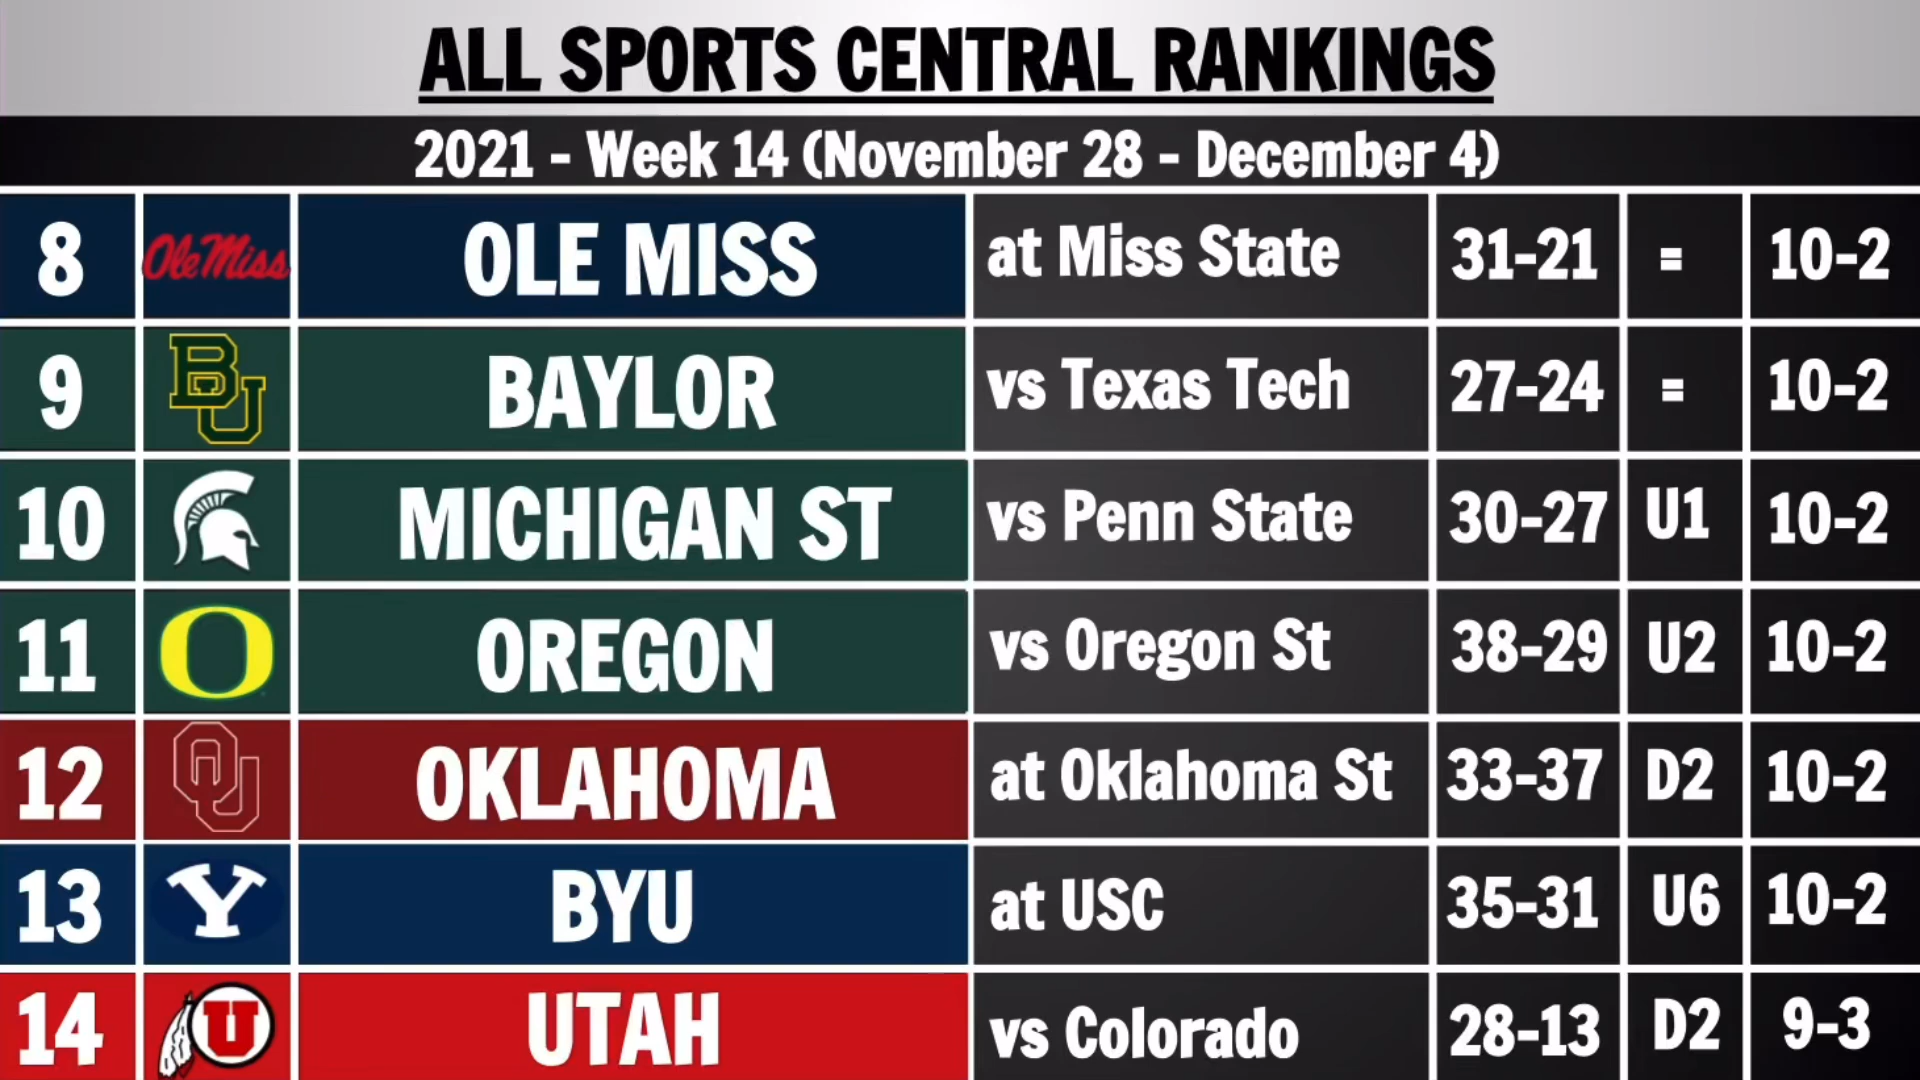 ALL SPORTS CENTRAL RANKINGS
2021 - Week 14 (November 28 - December 4)
8 Ole Miss OLE MISS at Miss State 31-21 = 10-2
9 BU BAYLOR vs Texas Tech 27-24 = 10-2
10 MICHIGAN ST vs Penn State 30-27 U1 10-2
11 O OREGON vs Oregon St 38-29 U2 10-2
12 OU OKLAHOMA at Oklahoma St 33-37 D2 10-2
13 Y BYU at USC 35-31 U6 10-2
14 U UTAH vs Colorado 28-13 D2 9-3